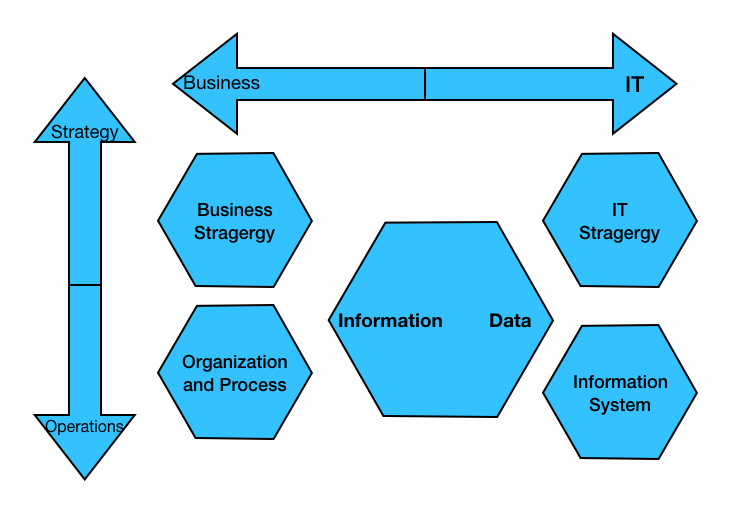 Business
IT
Strategy
Business
Stragergy
IT
Stragergy
Information
Data
Organization
and Process
Information
System
Operations